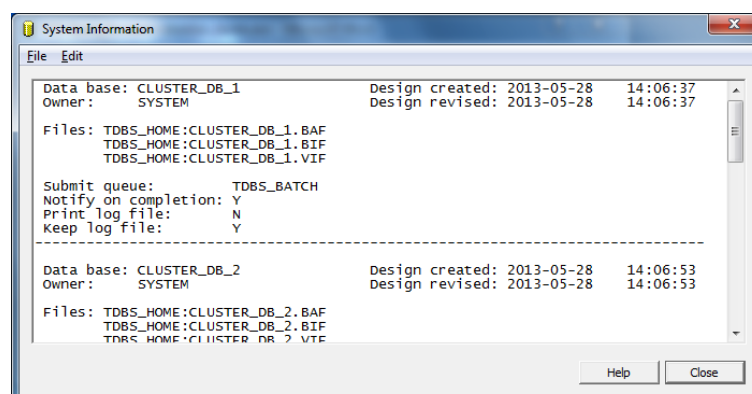 System Information
File Edit
Data base: CLUSTER_DB_1 Design created: 2013-05-28 14:06:37
Owner: SYSTEM Design revised: 2013-05-28 14:06:37
Files: TDBS_HOME:CLUSTER_DB_1.BAF
TDBS_HOME:CLUSTER_DB_1.BIF
TDBS_HOME:CLUSTER_DB_1.VIF
Submit queue: TDBS_BATCH
Notify on completion: Y
Print log file: N
Keep log file: Y
--------------------------------------------------------------------------------
Data base: CLUSTER_DB_2 Design created: 2013-05-28 14:06:53
Owner: SYSTEM Design revised: 2013-05-28 14:06:53
Files: TDBS_HOME:CLUSTER_DB_2.BAF
TDBS_HOME:CLUSTER_DB_2.BIF
TDBS_HOME:CLUSTER_DB_2.VIF
Help Close